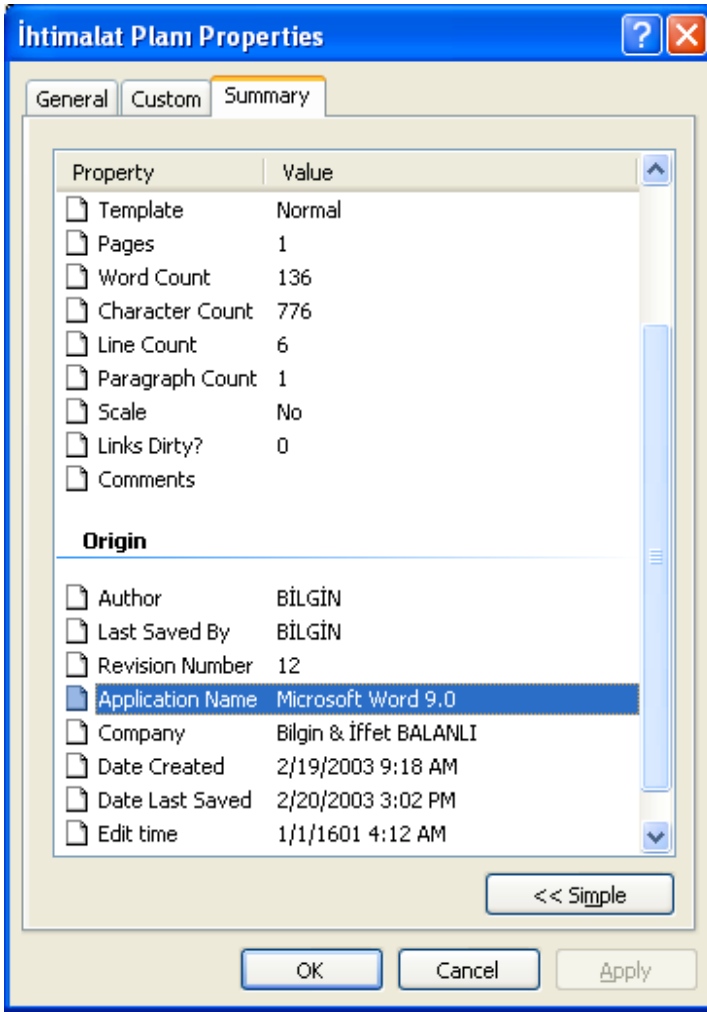 İhtimalat Planı Properties
General Custom Summary
Property Value
Template Normal
Pages 1
Word Count 136
Character Count 776
Line Count 6
Paragraph Count 1
Scale No
Links Dirty? 0
Comments
Origin
Author BİLGİN
Last Saved By BİLGİN
Revision Number 12
Application Name Microsoft Word 9.0
Company Bilgin & İffet BALANLI
Date Created 2/19/2003 9:18 AM
Date Last Saved 2/20/2003 3:02 PM
Edit time 1/1/1601 4:12 AM
<< Simple
OK Cancel Apply